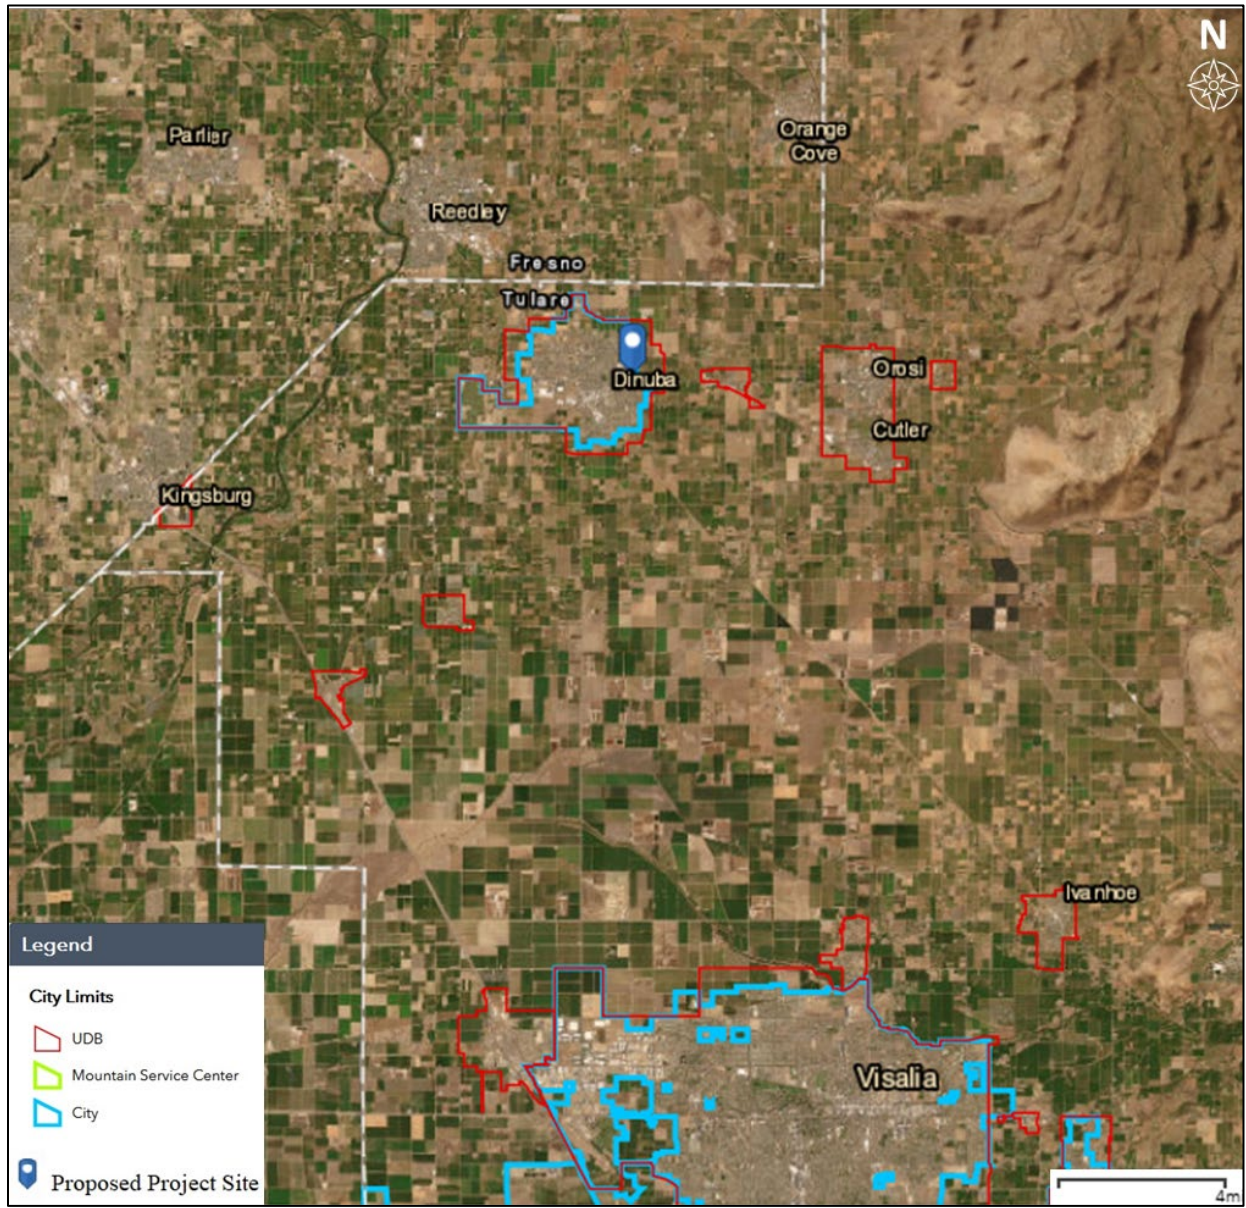 N
Orange
Cove
Parlier
Reedley
Fresno
Tulare
Dinuba
Orosi
Cutler
Kingsburg
Ivanhoe
Visalia
Legend
City Limits
UDB
Mountain Service Center
City
Proposed Project Site
4m